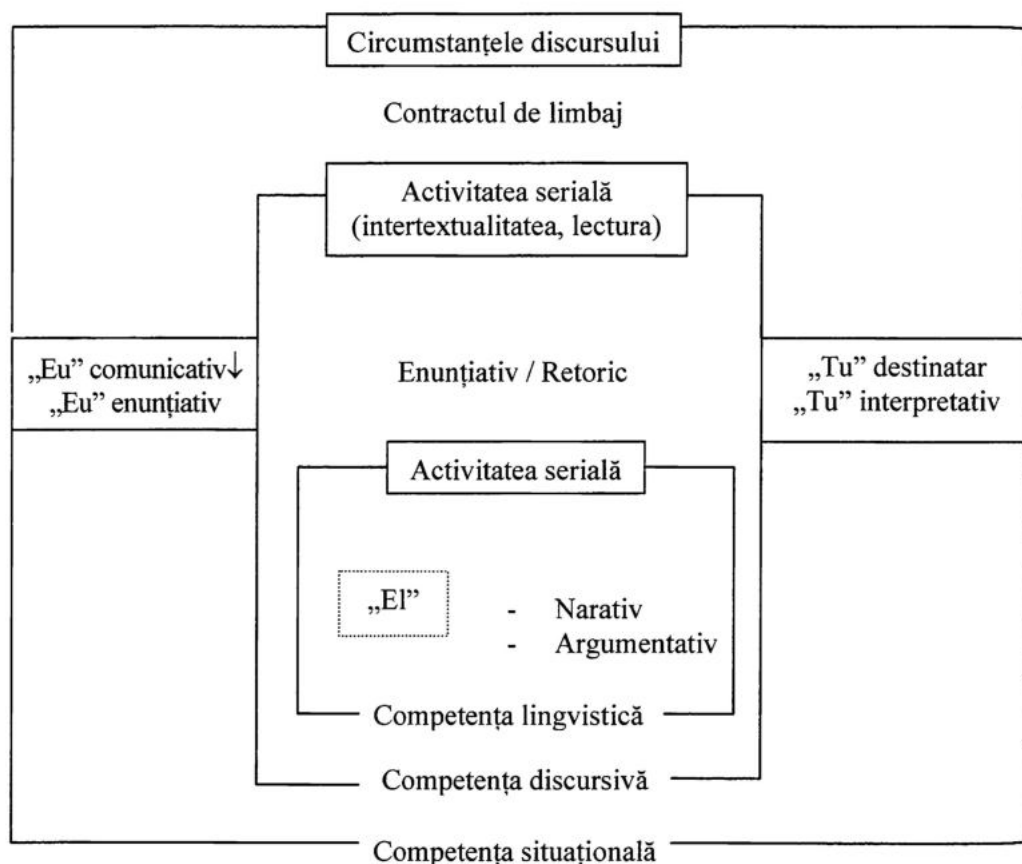 Circumstanțele discursului
Contractul de limbaj
Activitatea serială
(intertextualitatea, lectura)
„Eu” comunicativ↓
„Eu” enunțiativ
Enunțiativ / Retoric
„Tu” destinatar
„Tu” interpretativ
Activitatea serială
„El”
- Narativ
- Argumentativ
Competența lingvistică
Competența discursivă
Competența situațională